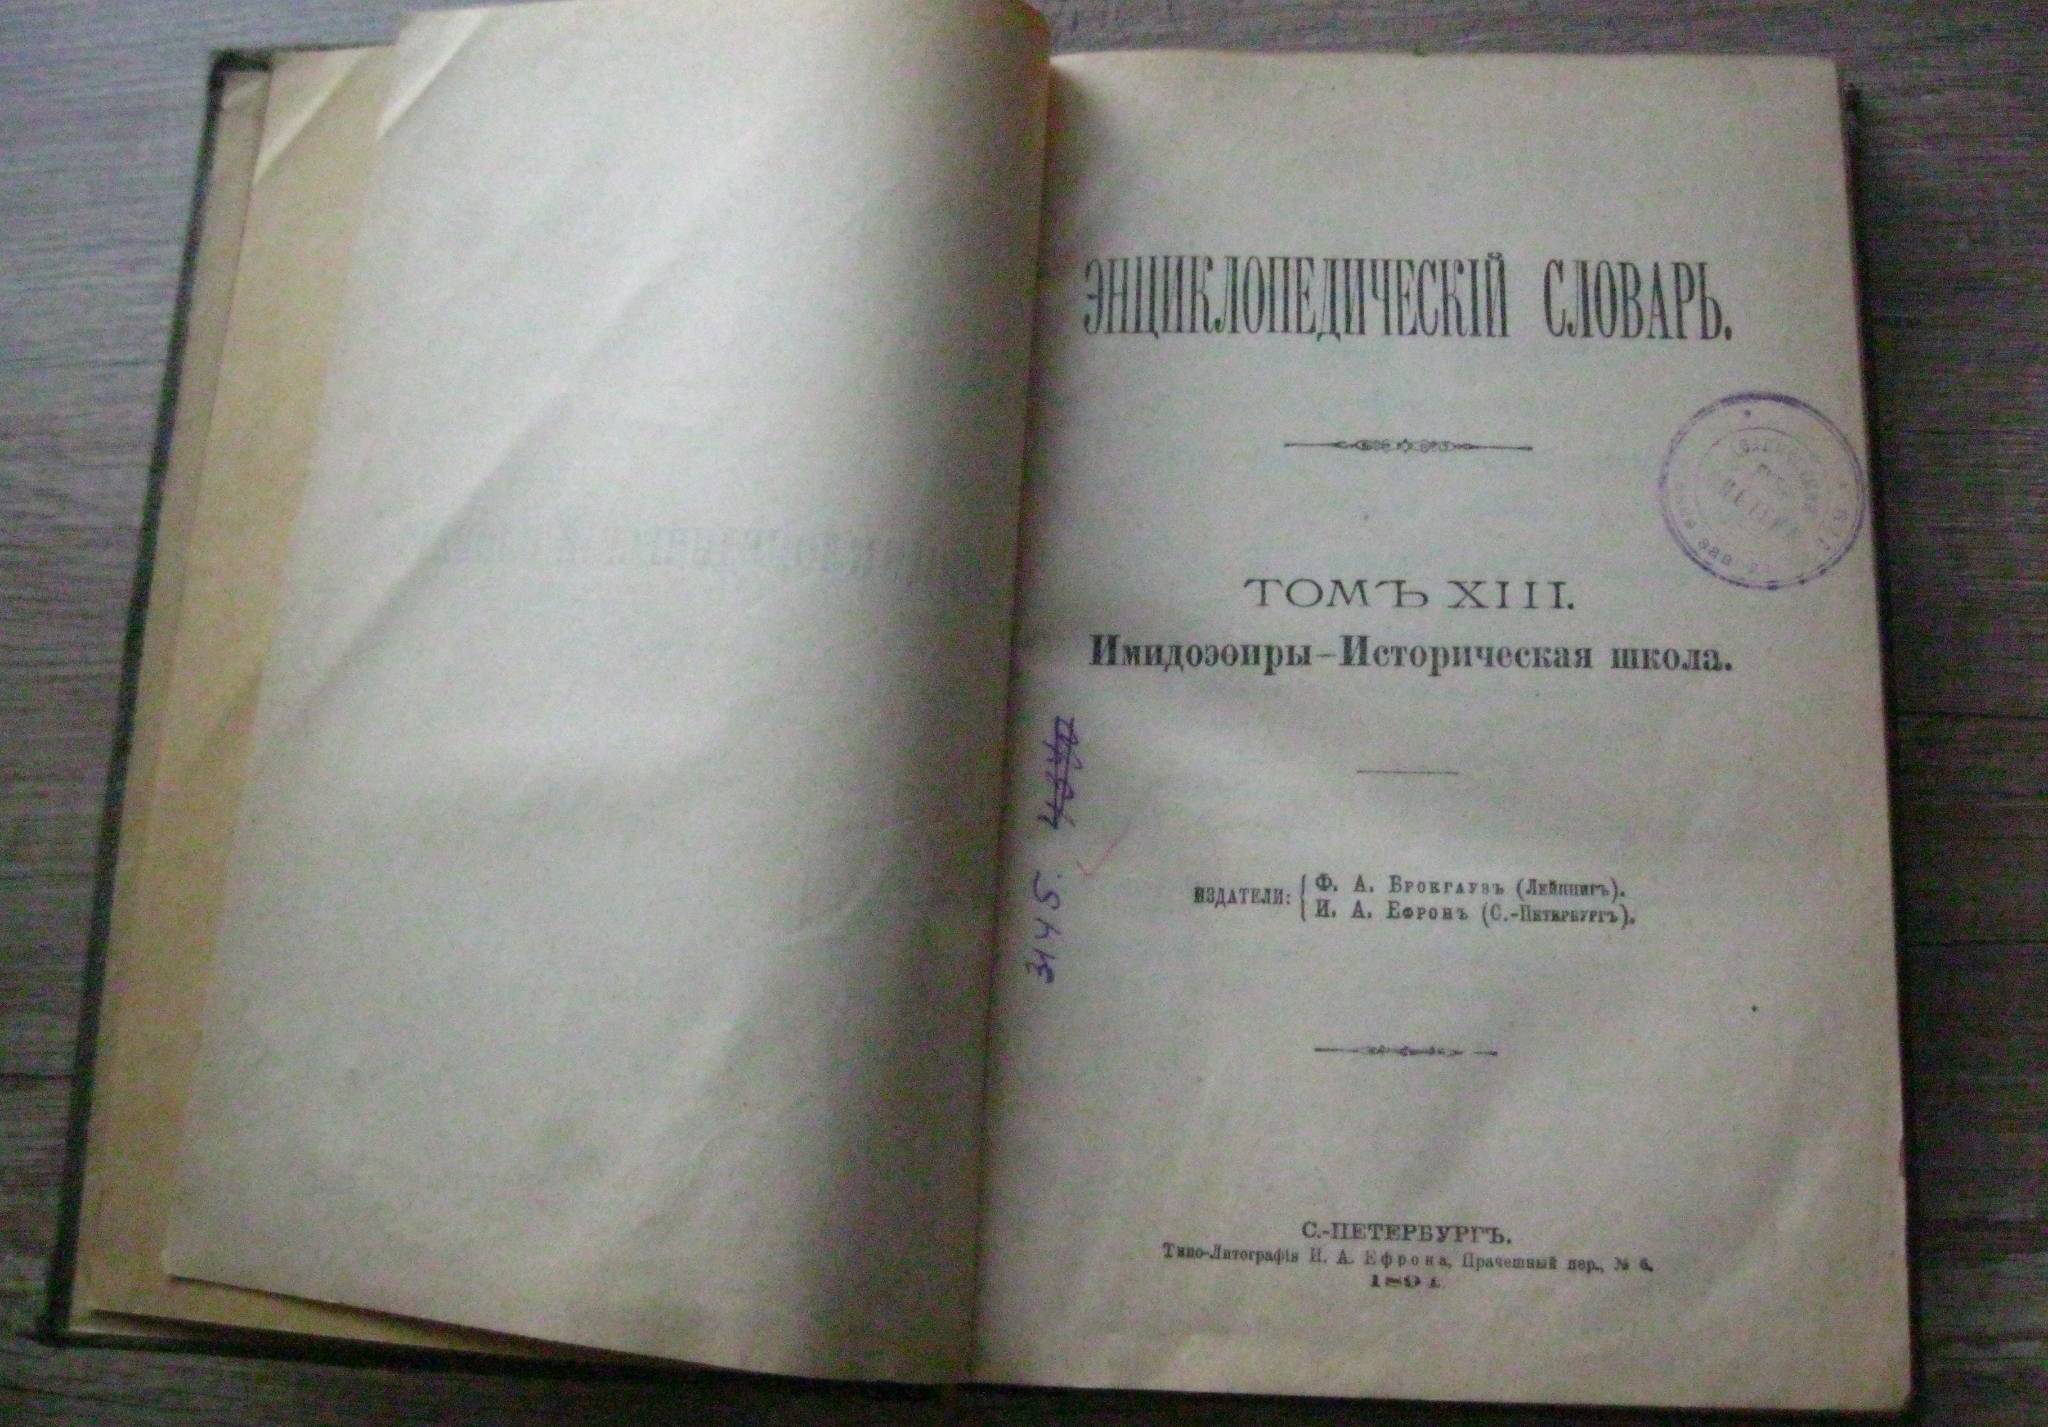 ЭНЦИКЛОПЕДИЧЕСКІЙ СЛОВАРЬ.
ТОМЪ XIII.
Имидоэѳиры–Историческая школа.
ИЗДАТЕЛИ:
Ф. А. Брокгаузъ (Лейпцигъ).
И. А. Ефронъ (С.-Петербургъ).
3145.
С.-ПЕТЕРБУРГЪ.
Типо-Литографія И. А. Ефрона, Прачешный пер., № 6.